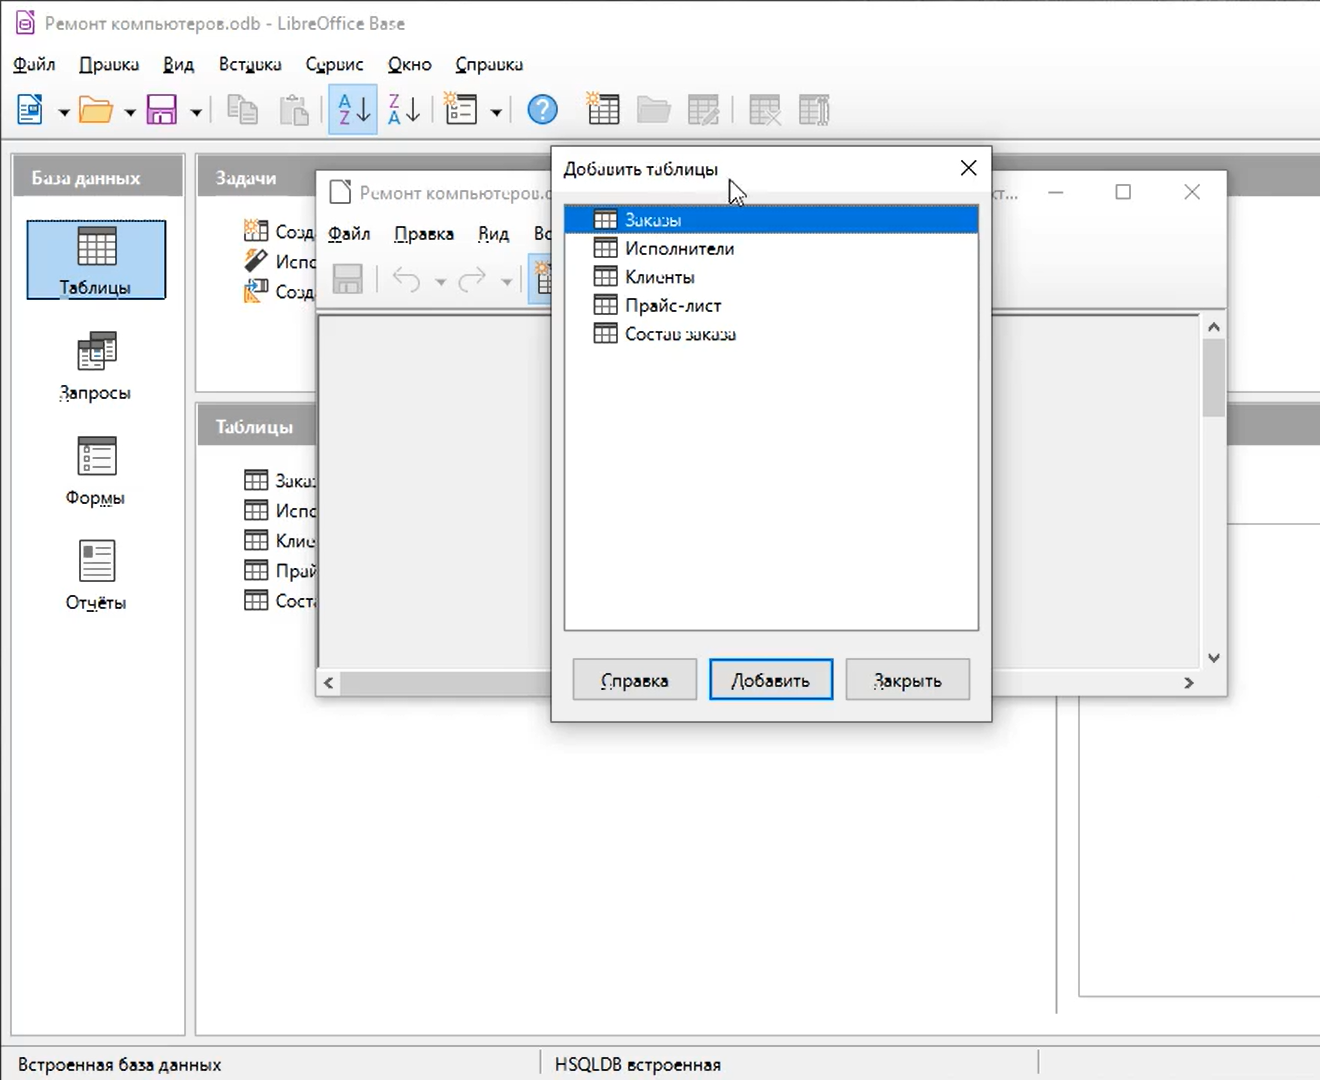 Ремонт компьютеров.odb - LibreOffice Base
Файл Правка Вид Вставка Сервис Окно Справка
База данных
Таблицы
Запросы
Формы
Отчёты
Задачи
Созд
Испо
Созд
Таблицы
Зака
Испо
Клие
Прай
Соста
Ремонт компьютеров.
ст...
Файл Правка Вид Вс
Добавить таблицы
Заказы
Исполнители
Клиенты
Прайс-лист
Состав заказа
Справка Добавить Закрыть
Встроенная база данных HSQLDB встроенная